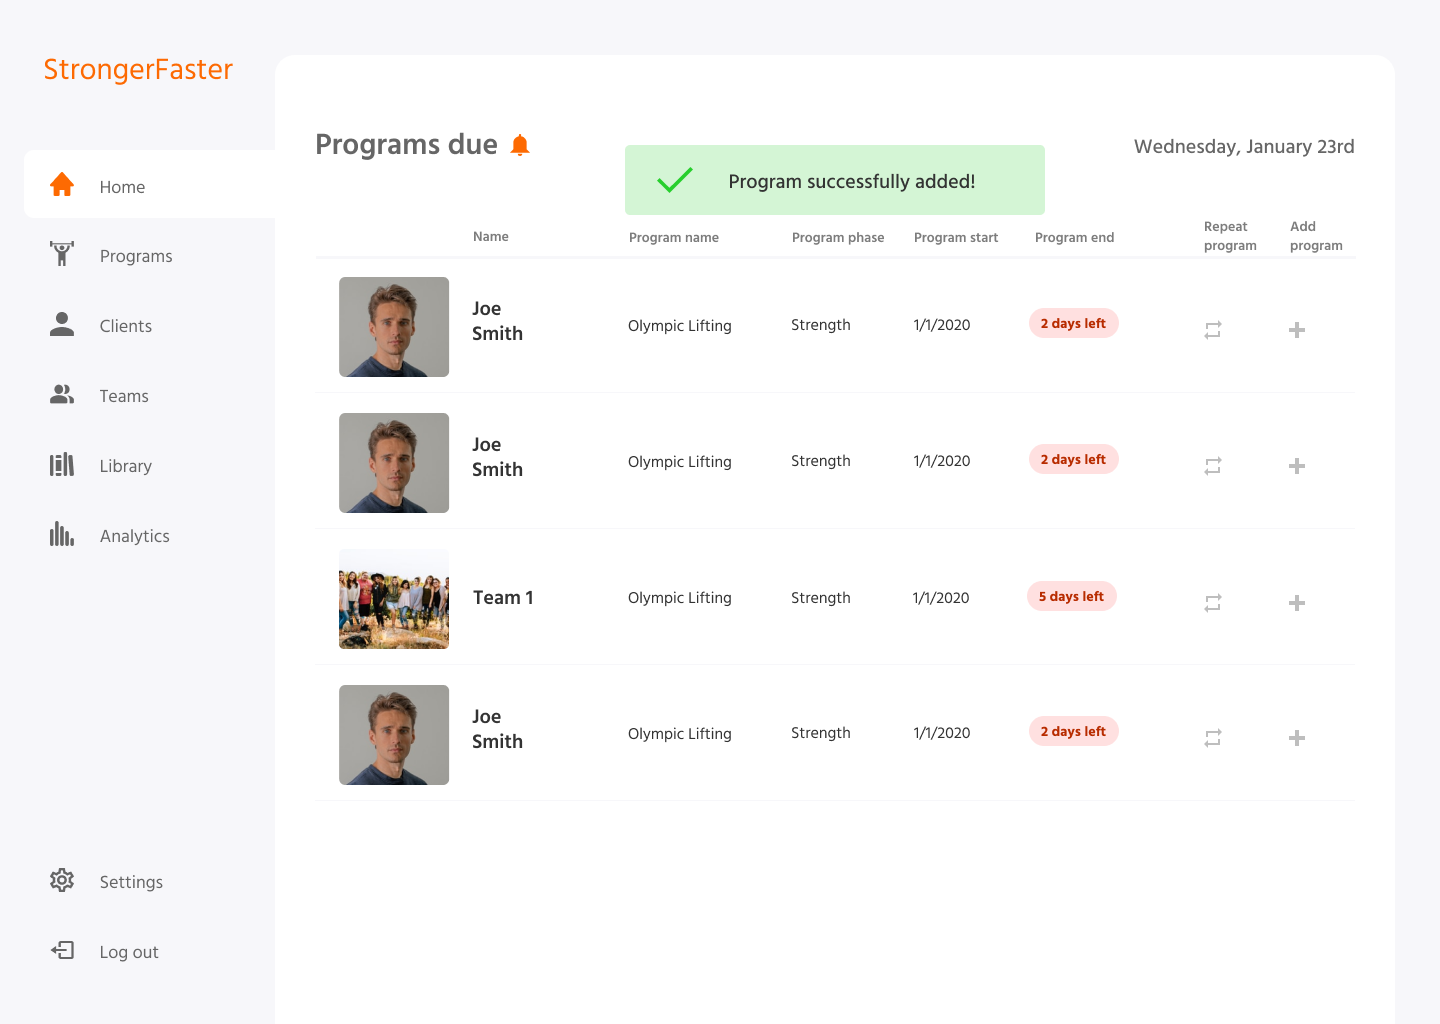 StrongerFaster
Home
Programs
Clients
Teams
Library
Analytics
Settings
Log out
Programs due
Program successfully added!
Wednesday, January 23rd
Name
Program name
Program phase
Program start
Program end
Repeat
program
Add
program
Joe
Smith
Olympic Lifting
Strength
1/1/2020
2 days left
Joe
Smith
Olympic Lifting
Strength
1/1/2020
2 days left
Team 1
Olympic Lifting
Strength
1/1/2020
5 days left
Joe
Smith
Olympic Lifting
Strength
1/1/2020
2 days left